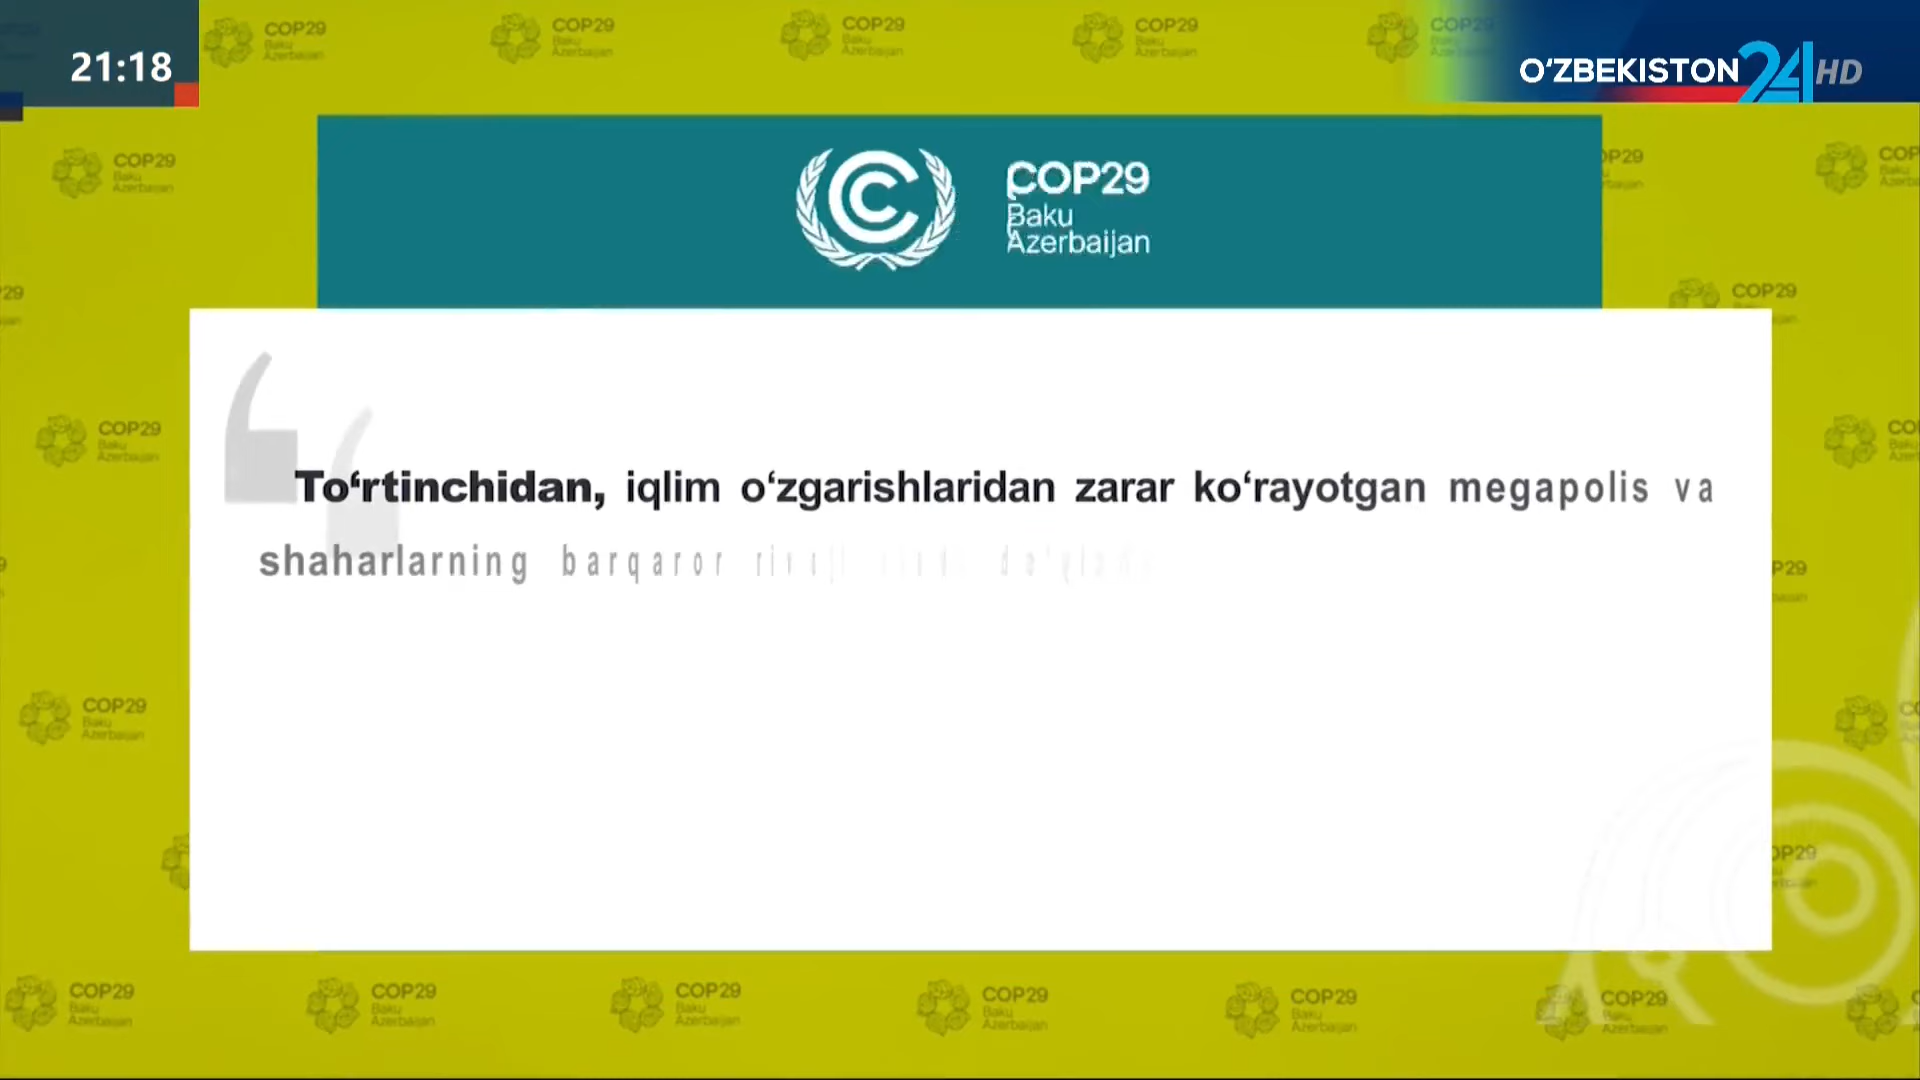 21:18
O‘ZBEKISTON 24 HD
COP29
Baku
Azerbaijan
To‘rtinchidan, iqlim o‘zgarishlaridan zarar ko‘rayotgan megapolis va
shaharlarning barqaror